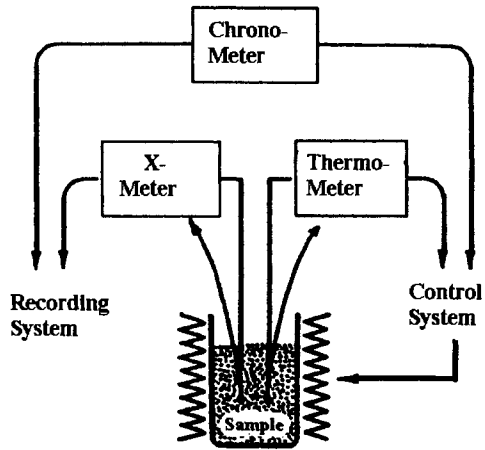 Chrono-
Meter
X-
Meter
Thermo-
Meter
Recording
System
Control
System
Sample